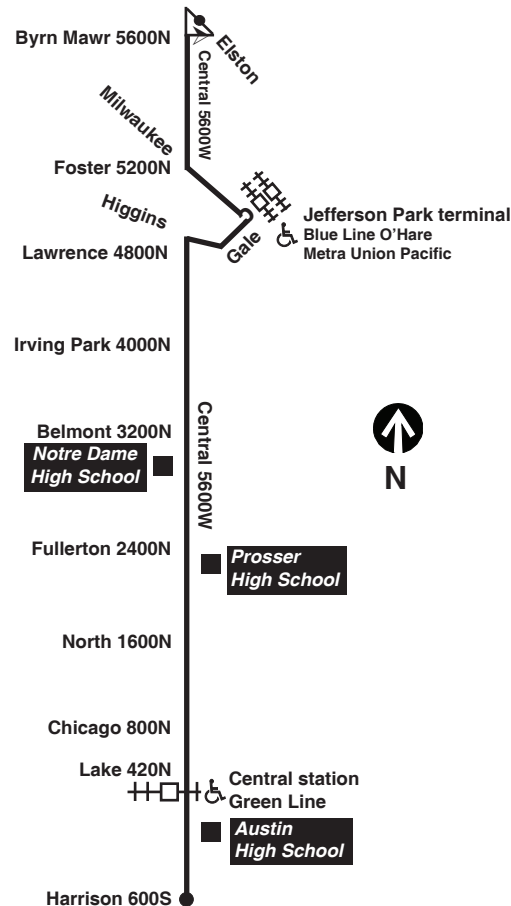 Byrn Mawr 5600N
Elston
Central 5600W
Milwaukee
Foster 5200N
Higgins
Gale
Jefferson Park terminal
Blue Line O’Hare
Metra Union Pacific
Lawrence 4800N
Irving Park 4000N
N
Belmont 3200N
Central 5600W
Notre Dame
High School
Fullerton 2400N
Prosser
High School
North 1600N
Chicago 800N
Lake 420N
Central station
Green Line
Austin
High School
Harrison 600S